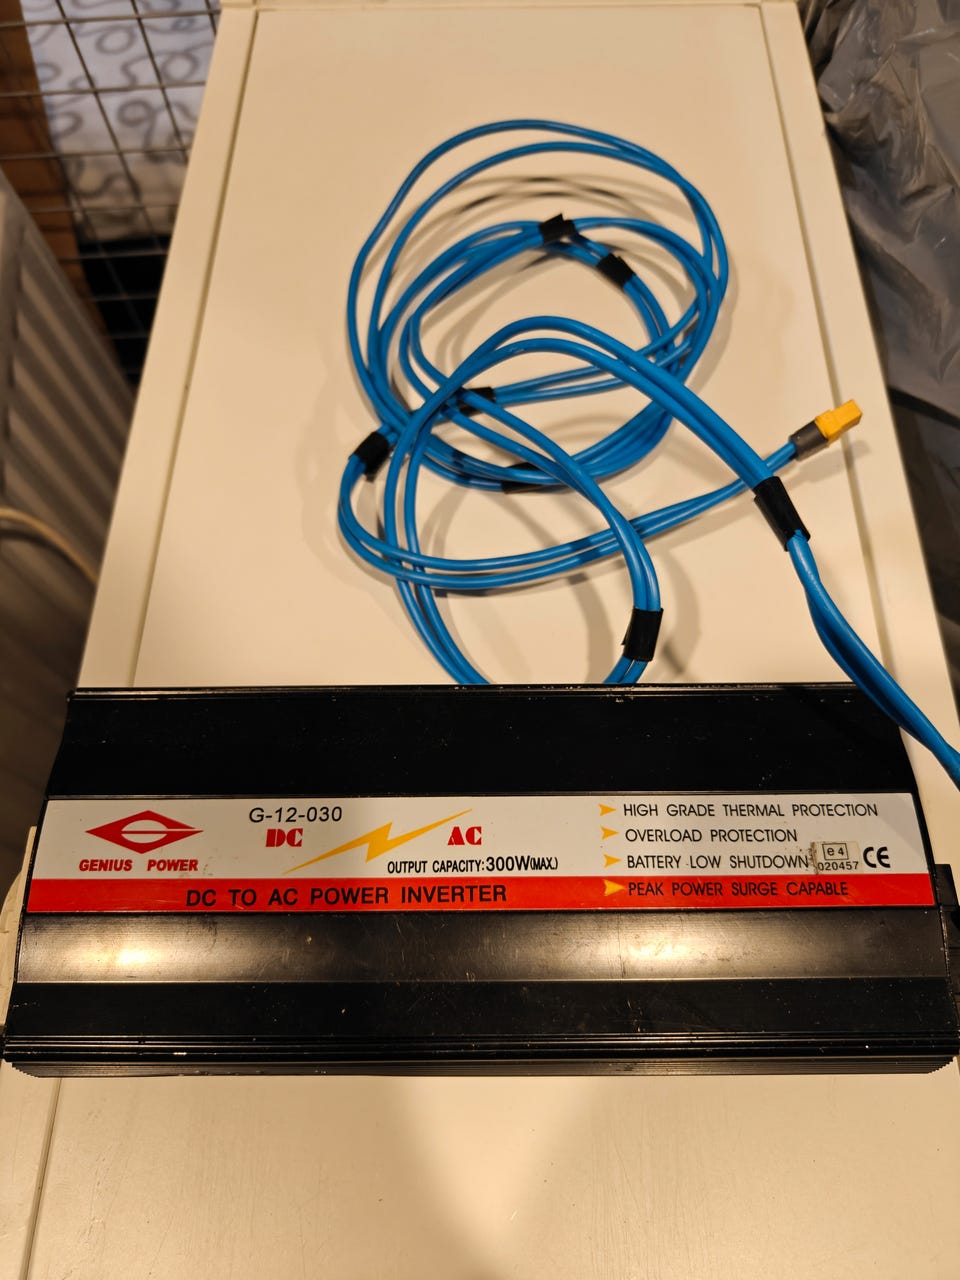 G-12-030
DC AC
GENIUS POWER
OUTPUT CAPACITY:300W(MAX.)
DC TO AC POWER INVERTER
HIGH GRADE THERMAL PROTECTION
OVERLOAD PROTECTION
BATTERY LOW SHUTDOWN
e4
020457
CE
PEAK POWER SURGE CAPABLE